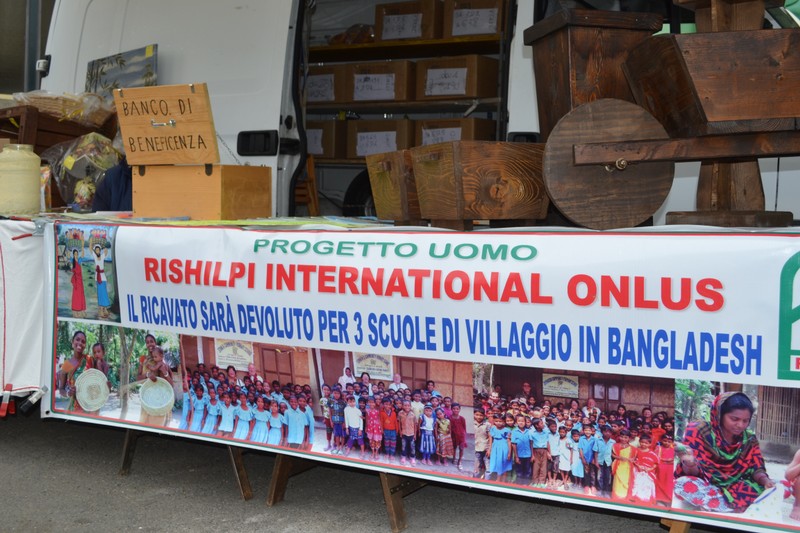 BANCO DI
BENEFICENZA
PROGETTO UOMO
RISHILPI INTERNATIONAL ONLUS
IL RICAVATO SARÀ DEVOLUTO PER 3 SCUOLE DI VILLAGGIO IN BANGLADESH